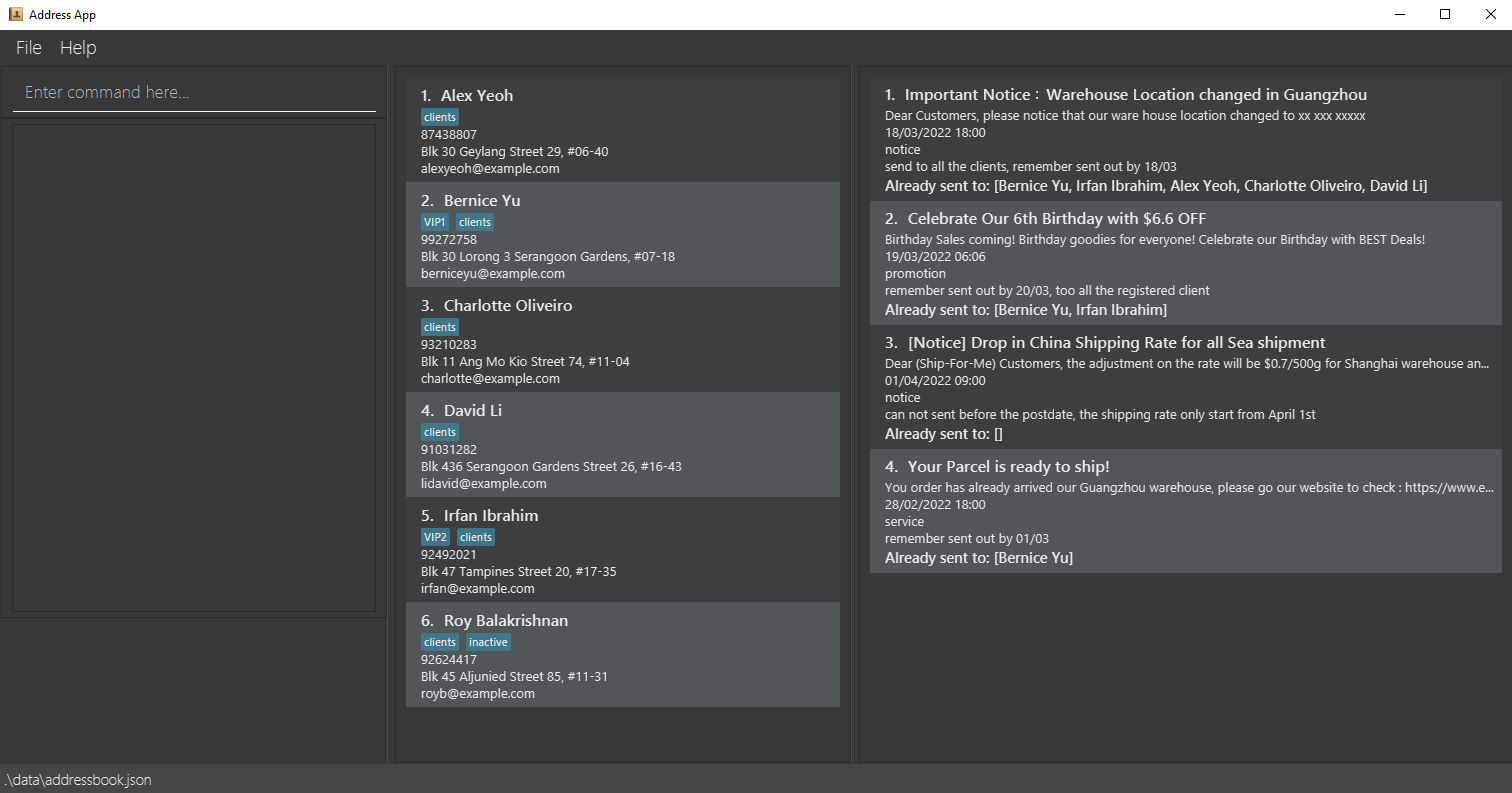 Address App
File Help
Enter command here...
1. Alex Yeoh
clients
87438807
Blk 30 Geylang Street 29, #06-40
alexyeoh@example.com
2. Bernice Yu
VIP1 clients
99272758
Blk 30 Lorong 3 Serangoon Gardens, #07-18
berniceyu@example.com
3. Charlotte Oliveiro
clients
93210283
Blk 11 Ang Mo Kio Street 74, #11-04
charlotte@example.com
4. David Li
clients
91031282
Blk 436 Serangoon Gardens Street 26, #16-43
lidavid@example.com
5. Irfan Ibrahim
VIP2 clients
92492021
Blk 47 Tampines Street 20, #17-35
irfan@example.com
6. Roy Balakrishnan
clients inactive
92624417
Blk 45 Aljunied Street 85, #11-31
royb@example.com
1. Important Notice：Warehouse Location changed in Guangzhou
Dear Customers, please notice that our ware house location changed to xx xxx xxxxx
18/03/2022 18:00
notice
send to all the clients, remember sent out by 18/03
Already sent to: [Bernice Yu, Irfan Ibrahim, Alex Yeoh, Charlotte Oliveiro, David Li]
2. Celebrate Our 6th Birthday with $6.6 OFF
Birthday Sales coming! Birthday goodies for everyone! Celebrate our Birthday with BEST Deals!
19/03/2022 06:06
promotion
remember sent out by 20/03, too all the registered client
Already sent to: [Bernice Yu, Irfan Ibrahim]
3. [Notice] Drop in China Shipping Rate for all Sea shipment
Dear (Ship-For-Me) Customers, the adjustment on the rate will be $0.7/500g for Shanghai warehouse an...
01/04/2022 09:00
notice
can not sent before the postdate, the shipping rate only start from April 1st
Already sent to: []
4. Your Parcel is ready to ship!
You order has already arrived our Guangzhou warehouse, please go our website to check : https://www.e...
28/02/2022 18:00
service
remember sent out by 01/03
Already sent to: [Bernice Yu]
.\data\addressbook.json